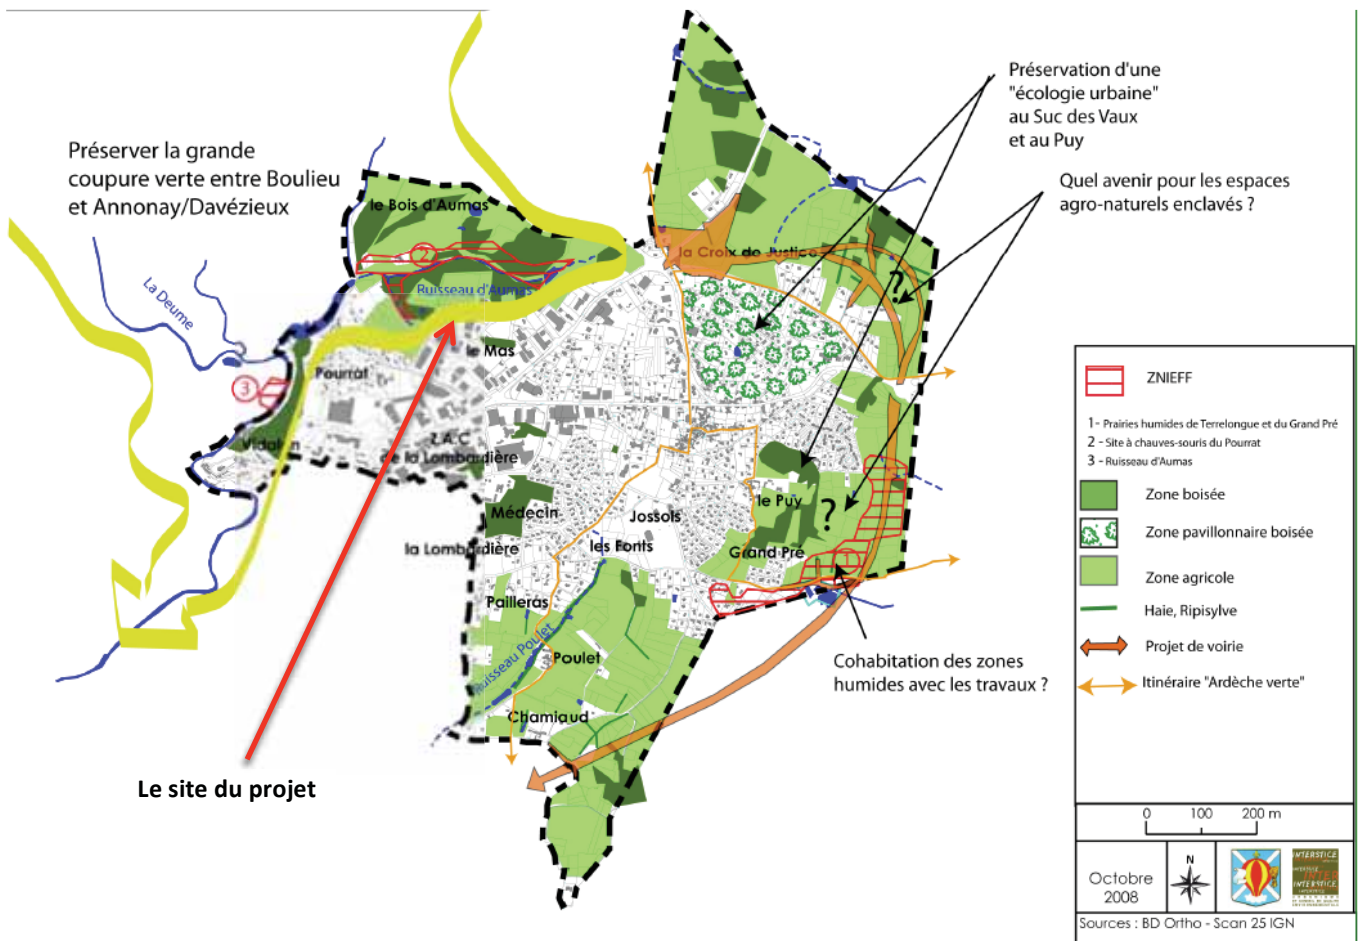 Préservation d'une
"écologie urbaine"
au Suc des Vaux
et au Puy
Préserver la grande
coupure verte entre Boulieu
et Annonay/Davézieux
Quel avenir pour les espaces
agro-naturels enclavés ?
le Bois d'Aumas
2
la Croix de Justice
Ruisseau d'Aumas
La Deume
?
le Mas
Pourrat
3
Vidalon
Z.A.C
de la Lombardière
Médecin
Jossols
le Puy
?
la Lombardière
les Fonts
Grand Pré
1
Pailleras
Ruisseau Poulet
Poulet
Chamiaud
Cohabitation des zones
humides avec les travaux ?
Le site du projet
ZNIEFF
1- Prairies humides de Terrelongue et du Grand Pré
2 - Site à chauves-souris du Pourrat
3 - Ruisseau d'Aumas
Zone boisée
Zone pavillonnaire boisée
Zone agricole
Haie, Ripisylve
Projet de voirie
Itinéraire "Ardèche verte"
0 100 200 m
Octobre
2008
N
INTERSTICE
INTER
INTERSTICE
Sources : BD Ortho - Scan 25 IGN